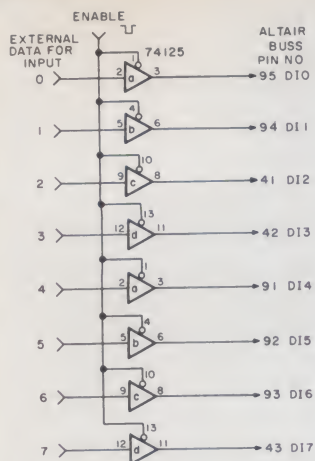 ENABLE
EXTERNAL
DATA FOR
INPUT
ALTAIR
BUSS
PIN NO
74125
0 2 1 a 3 95 DI0
1 5 4 b 6 94 DI1
2 9 10 c 8 41 DI2
3 12 13 d 11 42 DI3
4 2 1 a 3 91 DI4
5 5 4 b 6 92 DI5
6 9 10 c 8 93 DI6
7 12 13 d 11 43 DI7